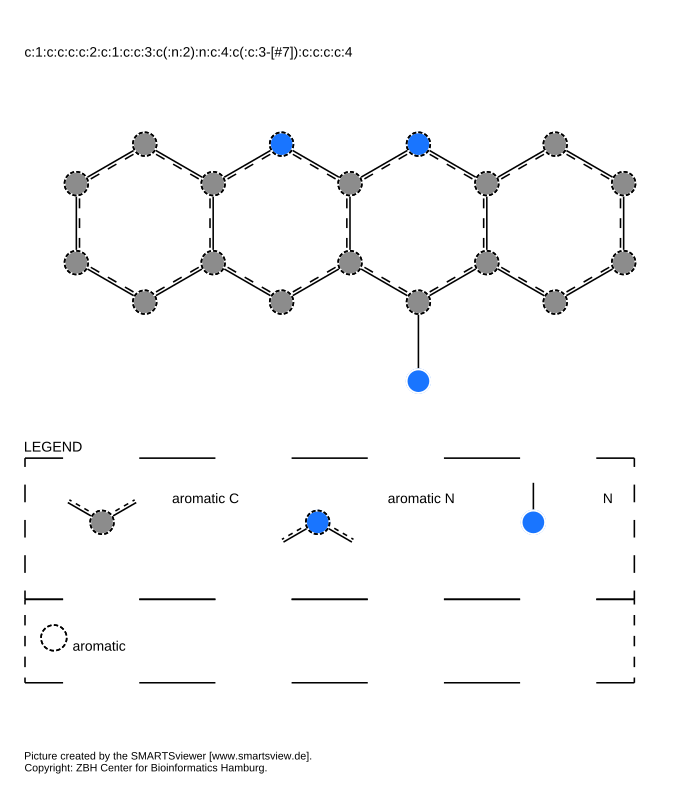 c:1:c:c:c:c:2:c:1:c:c:3:c(:n:2):n:c:4:c(:c:3-[#7]):c:c:c:c:4
LEGEND
aromatic C
aromatic N
N
aromatic
Picture created by the SMARTSviewer [www.smartsview.de].
Copyright: ZBH Center for Bioinformatics Hamburg.